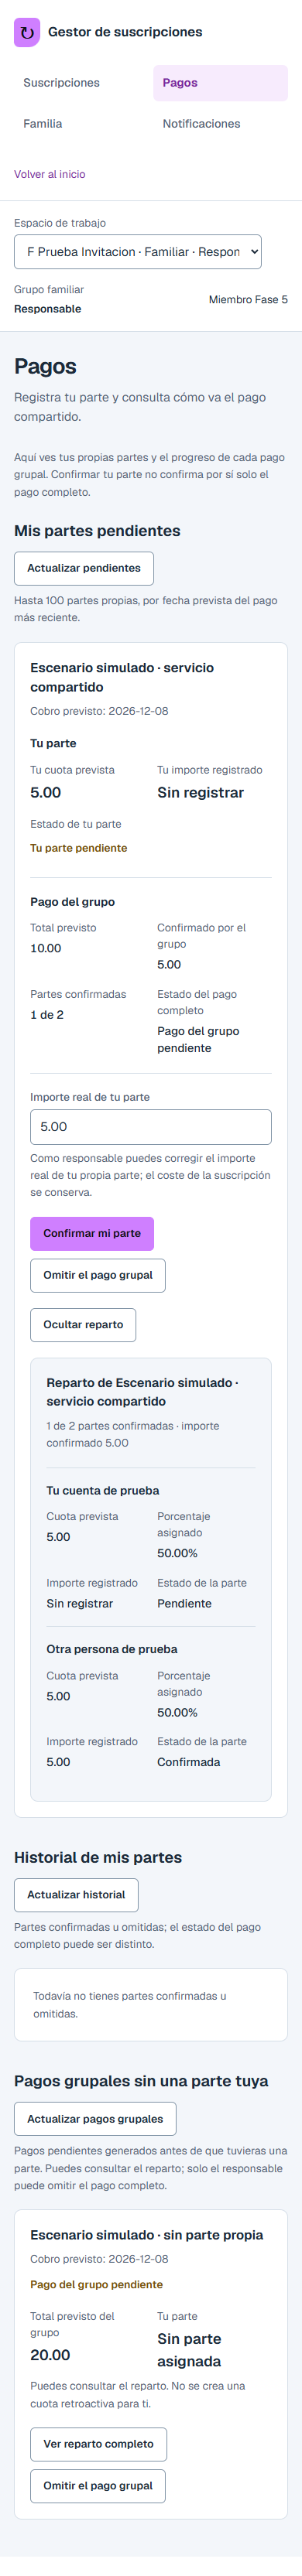 Gestor de suscripciones
Suscripciones
Pagos
Familia
Notificaciones
Volver al inicio
Espacio de trabajo
F Prueba Invitacion · Familiar · Respon
Grupo familiar
Responsable
Miembro Fase 5
Pagos
Registra tu parte y consulta cómo va el pago
compartido.
Aquí ves tus propias partes y el progreso de cada pago
grupal. Confirmar tu parte no confirma por sí solo el
pago completo.
Mis partes pendientes
Actualizar pendientes
Hasta 100 partes propias, por fecha prevista del pago
más reciente.
Escenario simulado · servicio
compartido
Cobro previsto: 2026-12-08
Tu parte
Tu cuota prevista
5.00
Tu importe registrado
Sin registrar
Estado de tu parte
Tu parte pendiente
Pago del grupo
Total previsto
10.00
Confirmado por el
grupo
5.00
Partes confirmadas
1 de 2
Estado del pago
completo
Pago del grupo
pendiente
Importe real de tu parte
5.00
Como responsable puedes corregir el importe
real de tu propia parte; el coste de la suscripción
se conserva.
Confirmar mi parte
Omitir el pago grupal
Ocultar reparto
Reparto de Escenario simulado ·
servicio compartido
1 de 2 partes confirmadas · importe
confirmado 5.00
Tu cuenta de prueba
Cuota prevista
5.00
Porcentaje
asignado
50.00%
Importe registrado
Sin registrar
Estado de la parte
Pendiente
Otra persona de prueba
Cuota prevista
5.00
Porcentaje
asignado
50.00%
Importe registrado
5.00
Estado de la parte
Confirmada
Historial de mis partes
Actualizar historial
Partes confirmadas u omitidas; el estado del pago
completo puede ser distinto.
Todavía no tienes partes confirmadas u
omitidas.
Pagos grupales sin una parte tuya
Actualizar pagos grupales
Pagos pendientes generados antes de que tuvieras una
parte. Puedes consultar el reparto; solo el responsable
puede omitir el pago completo.
Escenario simulado · sin parte propia
Cobro previsto: 2026-12-08
Pago del grupo pendiente
Total previsto del
grupo
20.00
Tu parte
Sin parte
asignada
Puedes consultar el reparto. No se crea una
cuota retroactiva para ti.
Ver reparto completo
Omitir el pago grupal